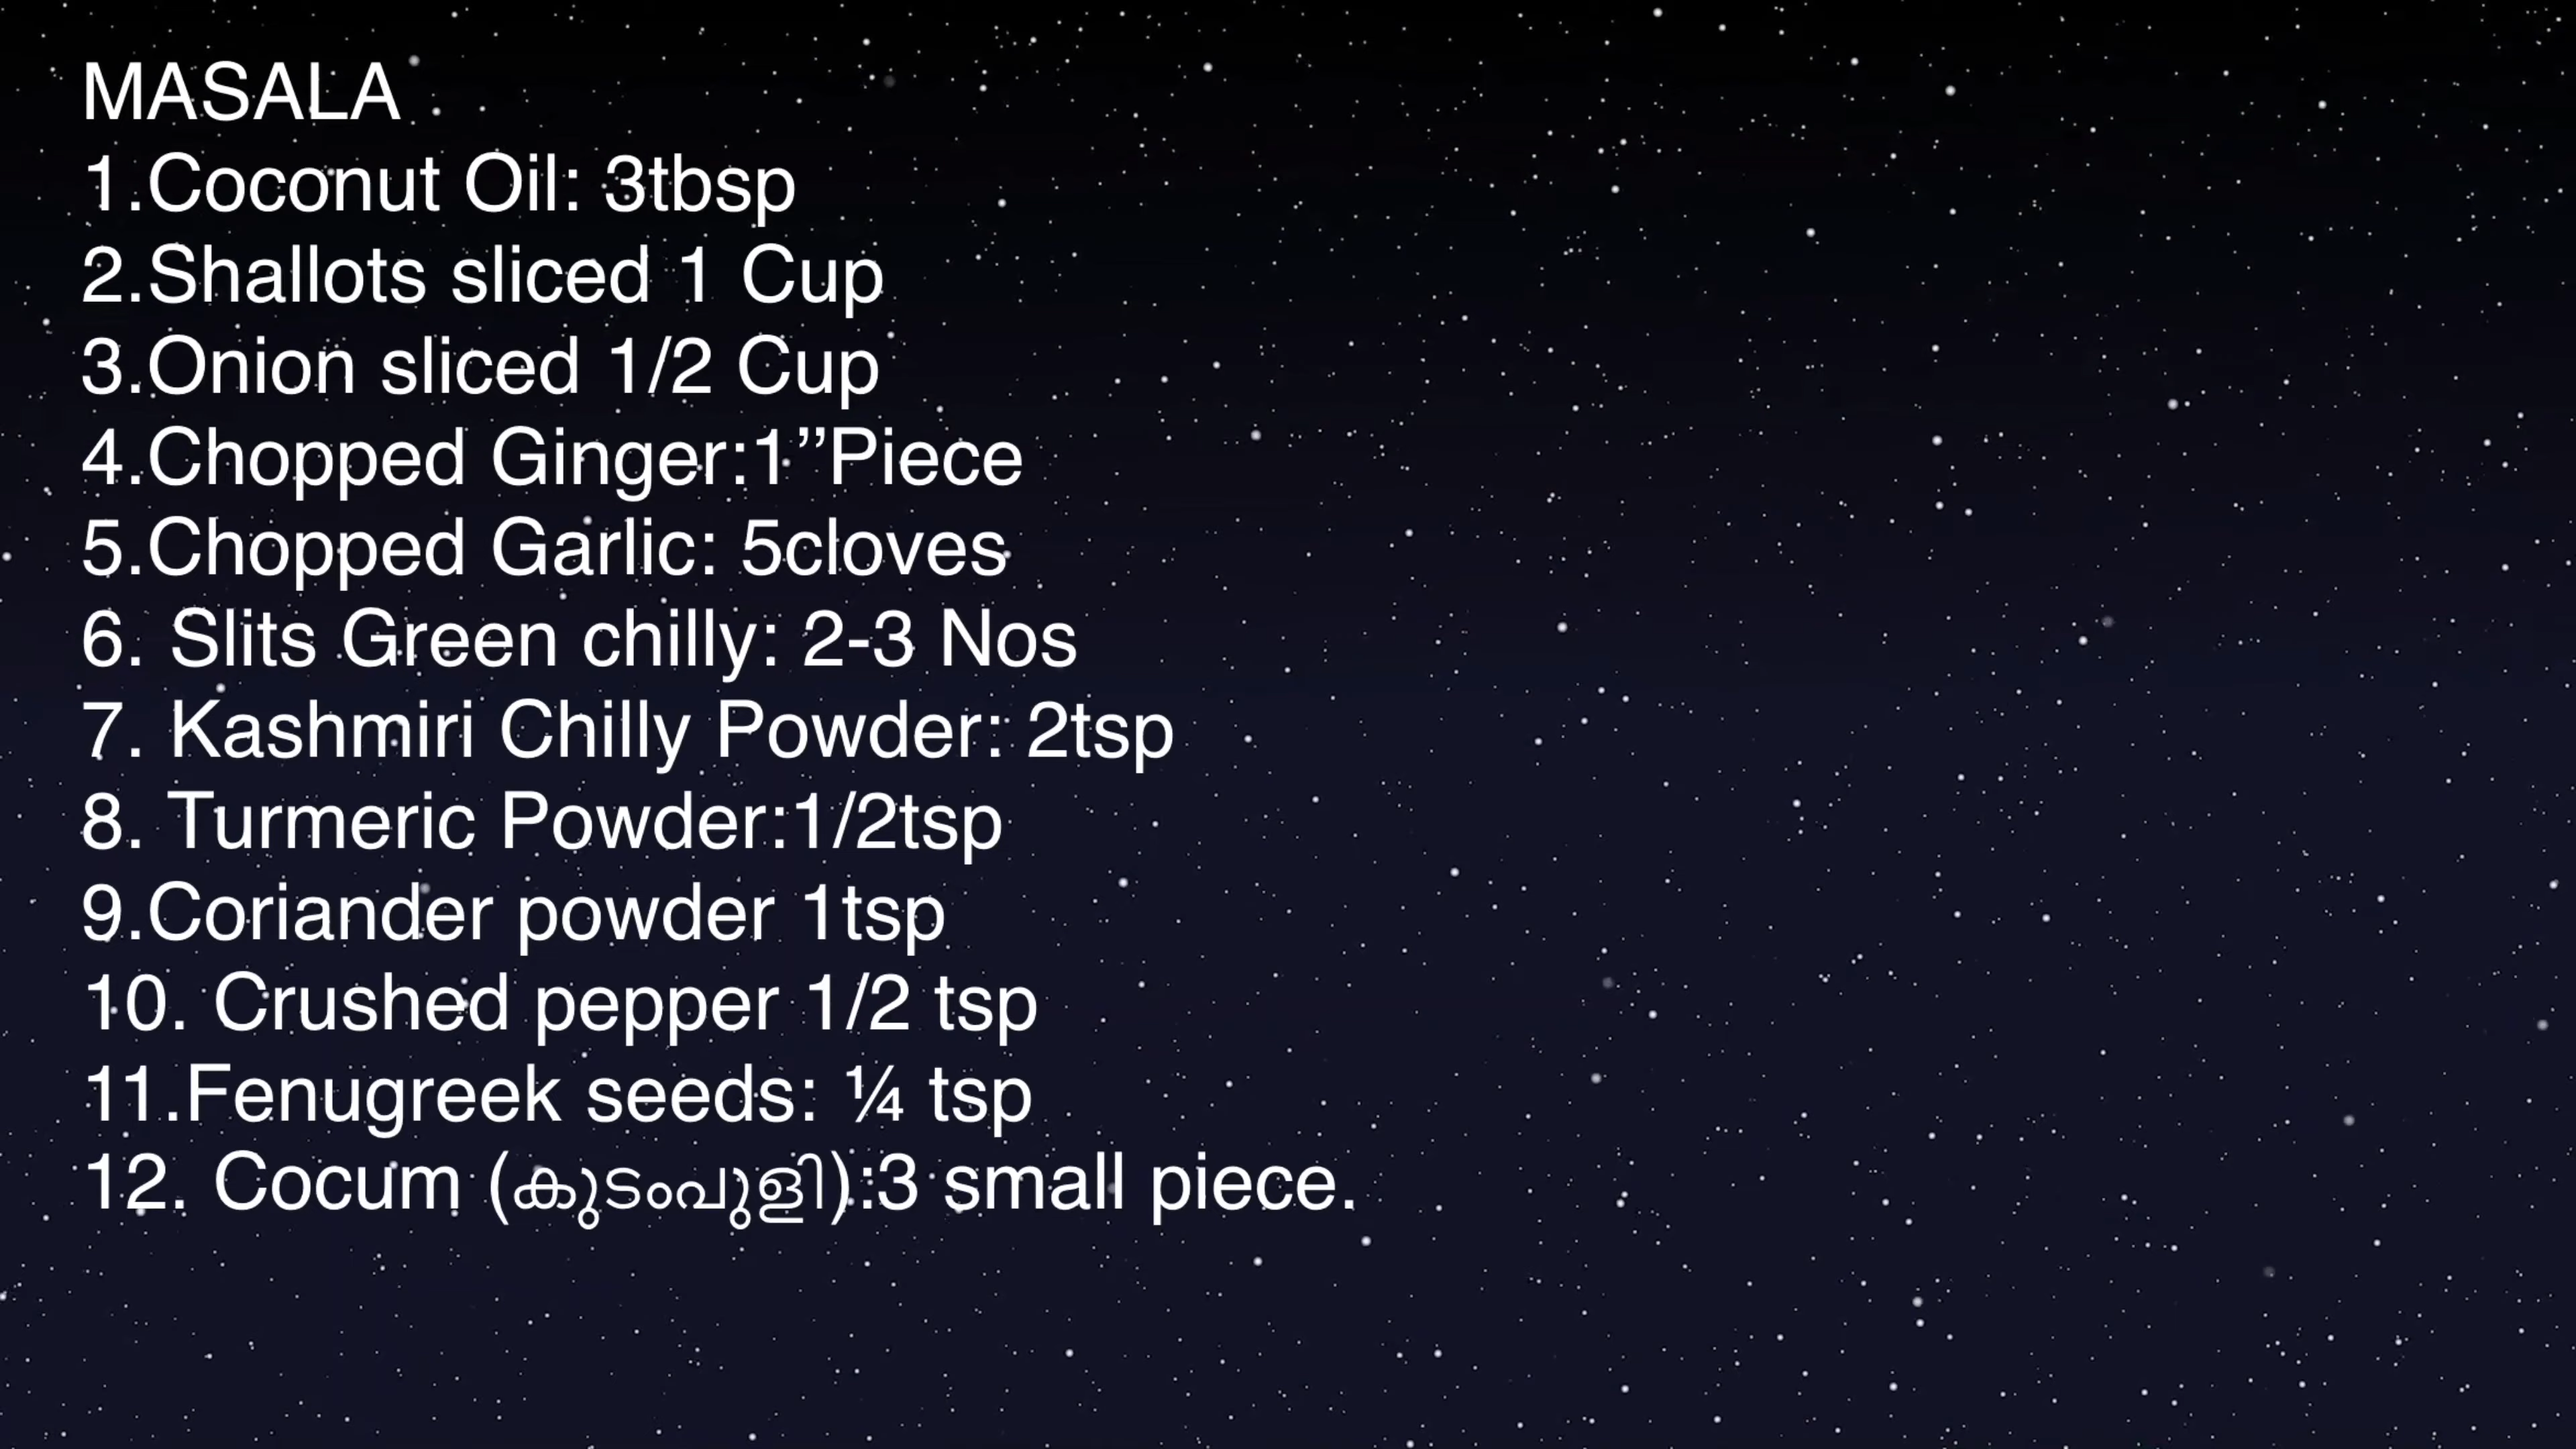 MASALA
1.Coconut Oil: 3tbsp
2.Shallots sliced 1 Cup
3.Onion sliced 1/2 Cup
4.Chopped Ginger:1’’Piece
5.Chopped Garlic: 5cloves
6. Slits Green chilly: 2-3 Nos
7. Kashmiri Chilly Powder: 2tsp
8. Turmeric Powder:1/2tsp
9.Coriander powder 1tsp
10. Crushed pepper 1/2 tsp
11.Fenugreek seeds: ¼ tsp
12. Cocum (കുടംപുളി):3 small piece.